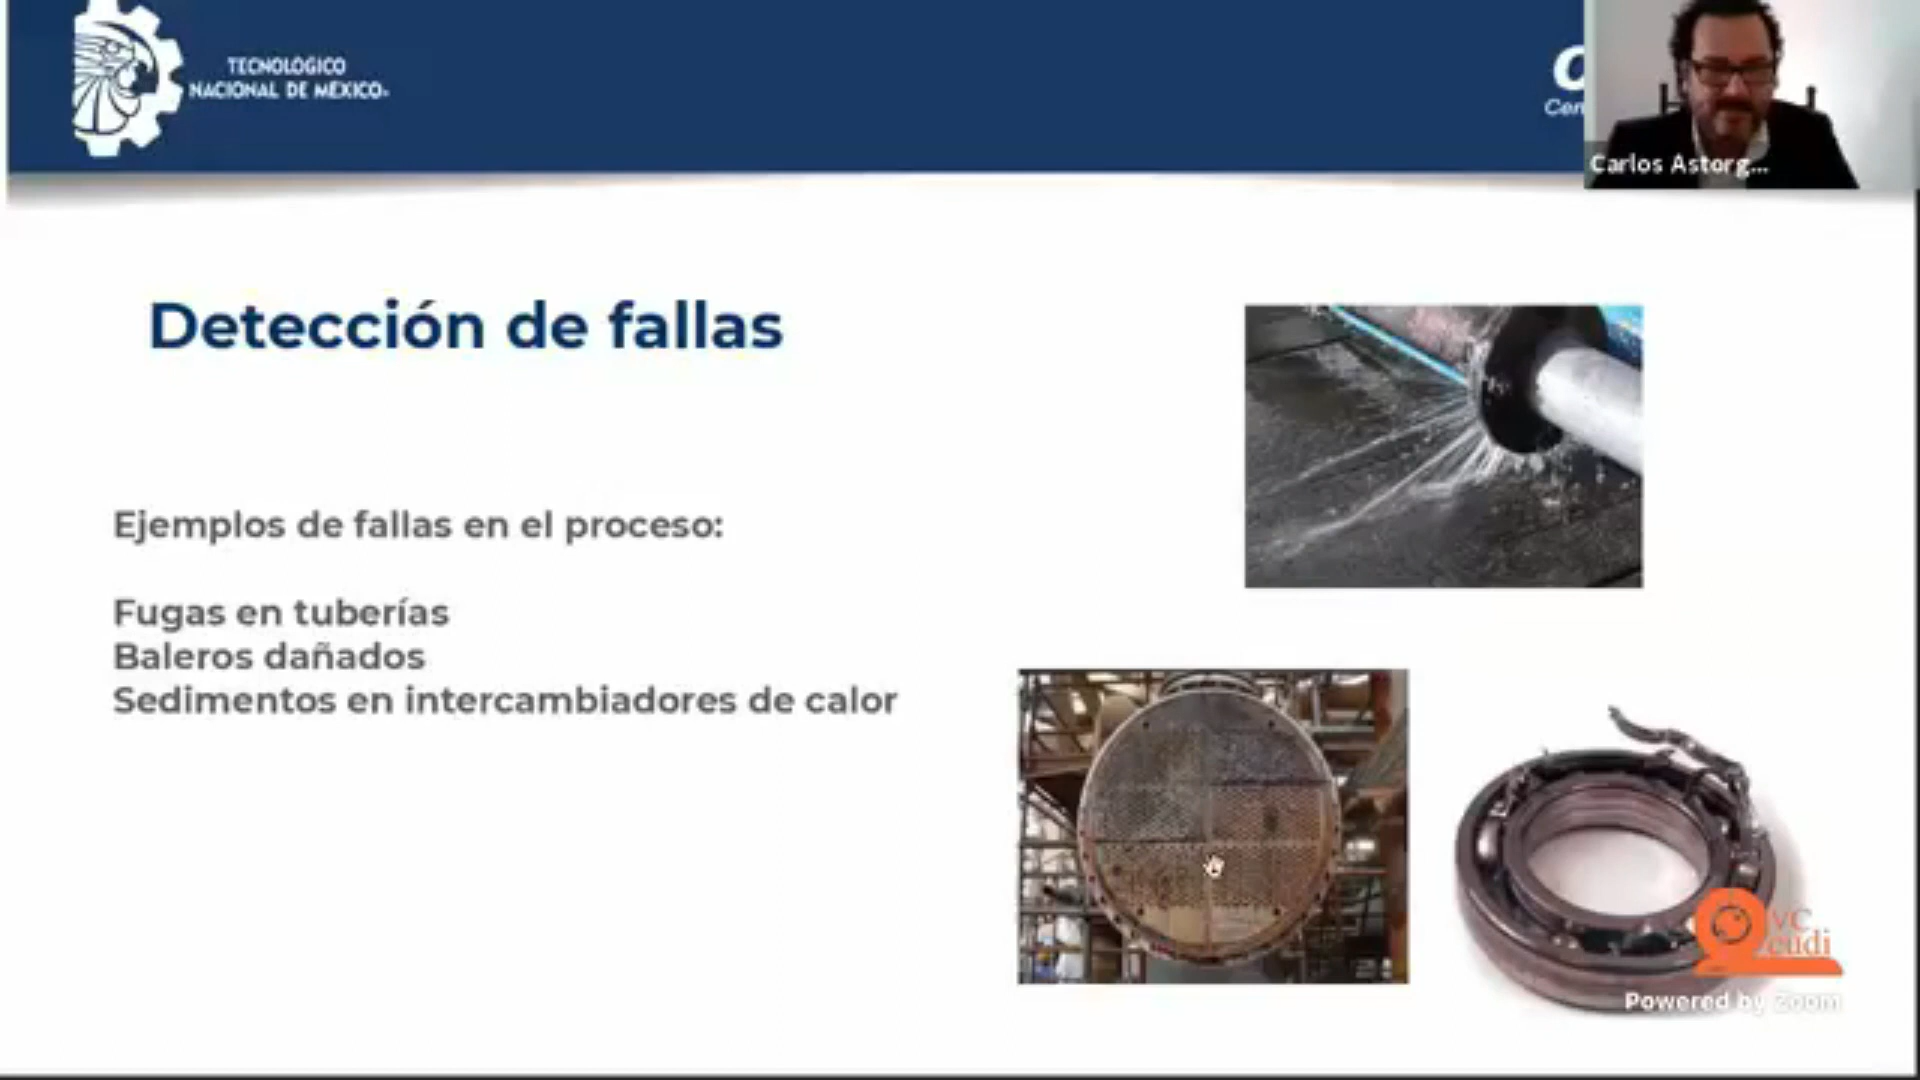 TECNOLÓGICO
NACIONAL DE MÉXICO
Carlos Astorg...
Detección de fallas
Ejemplos de fallas en el proceso:
Fugas en tuberías
Baleros dañados
Sedimentos en intercambiadores de calor
VC
cudi
Powered by Zoom